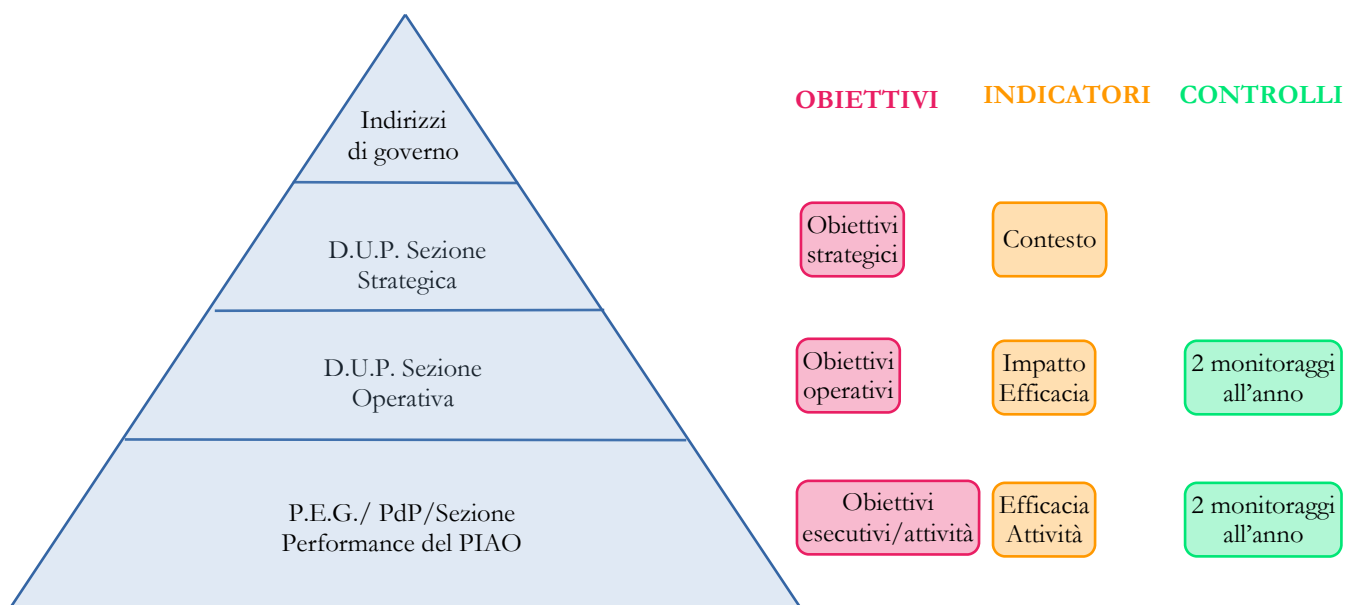 OBIETTIVI INDICATORI CONTROLLI
Indirizzi
di governo
D.U.P. Sezione
Strategica
Obiettivi
strategici
Contesto
D.U.P. Sezione
Operativa
Obiettivi
operativi
Impatto
Efficacia
2 monitoraggi
all'anno
P.E.G./ PdP/Sezione
Performance del PIAO
Obiettivi
esecutivi/attività
Efficacia
Attività
2 monitoraggi
all'anno